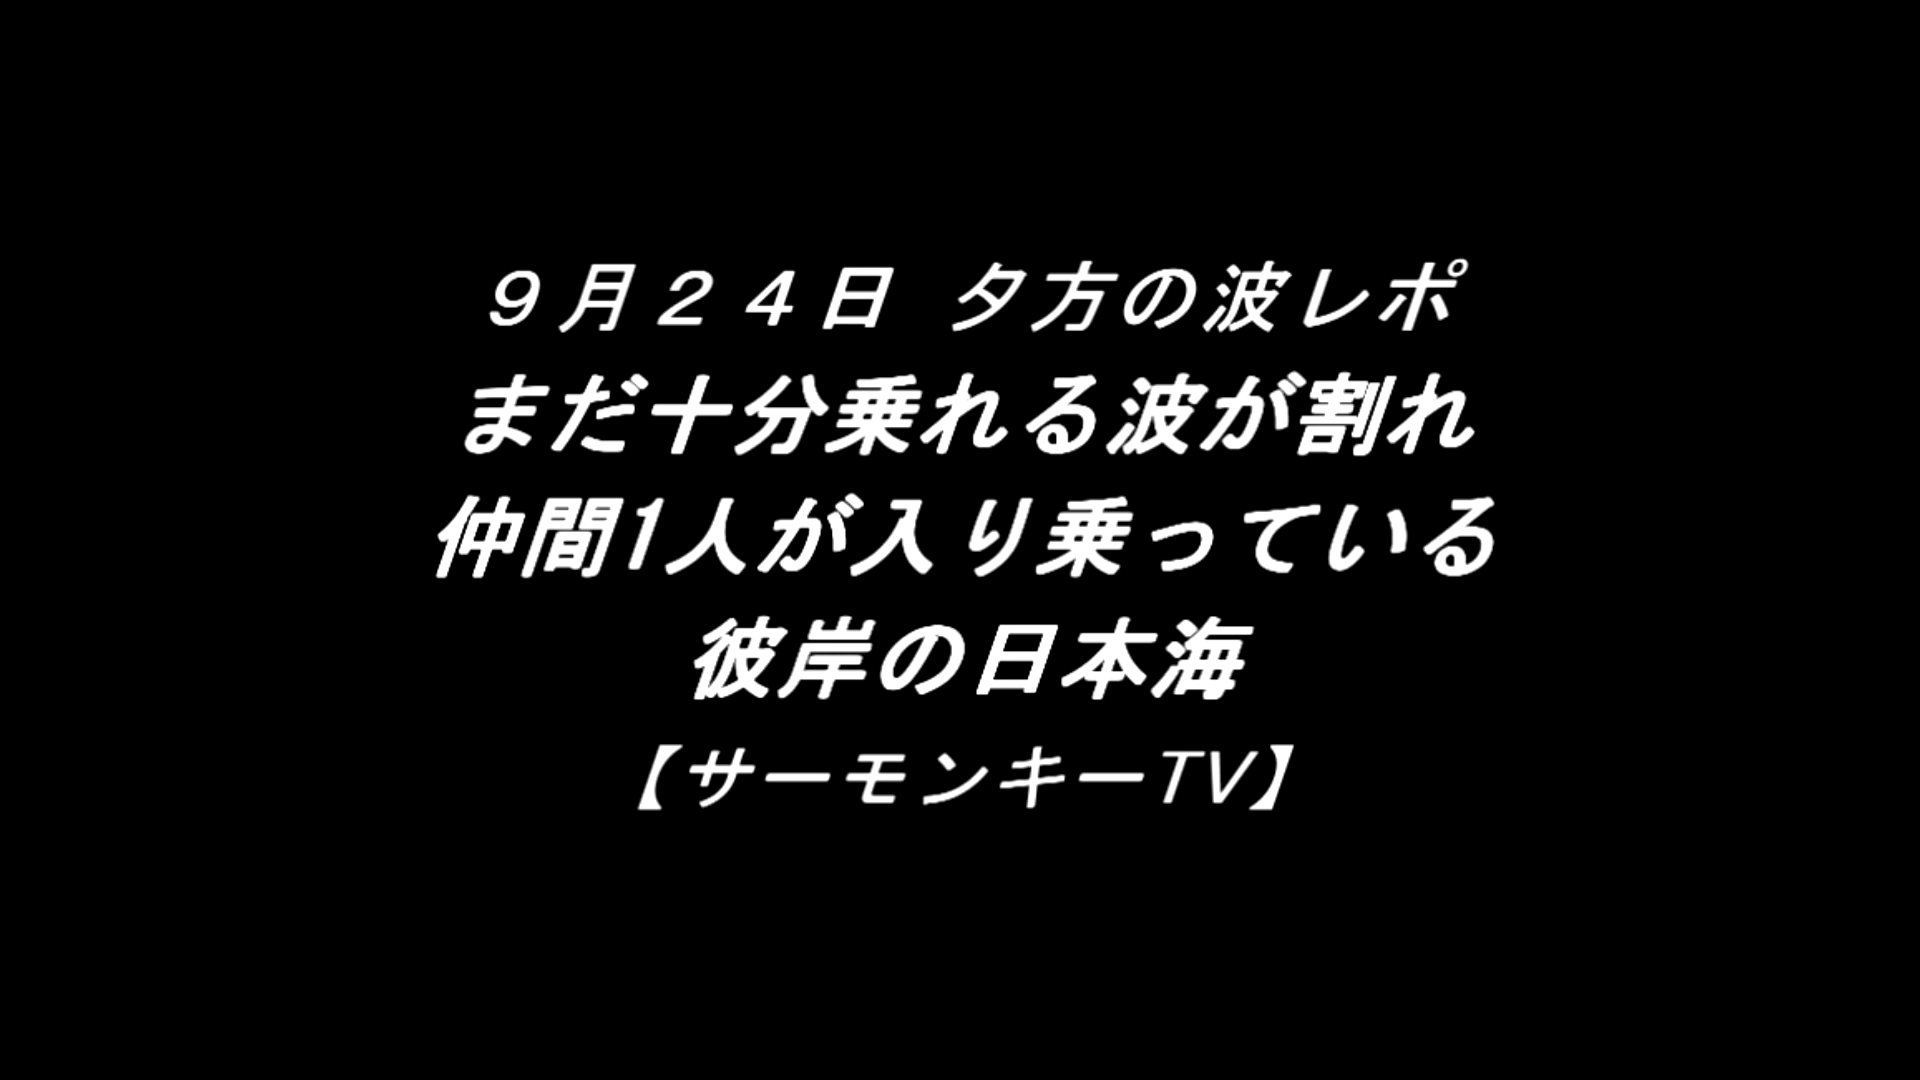 ９月２４日 夕方の波レポ
まだ十分乗れる波が割れ
仲間1人が入り乗っている
彼岸の日本海
【サーモンキーTV】